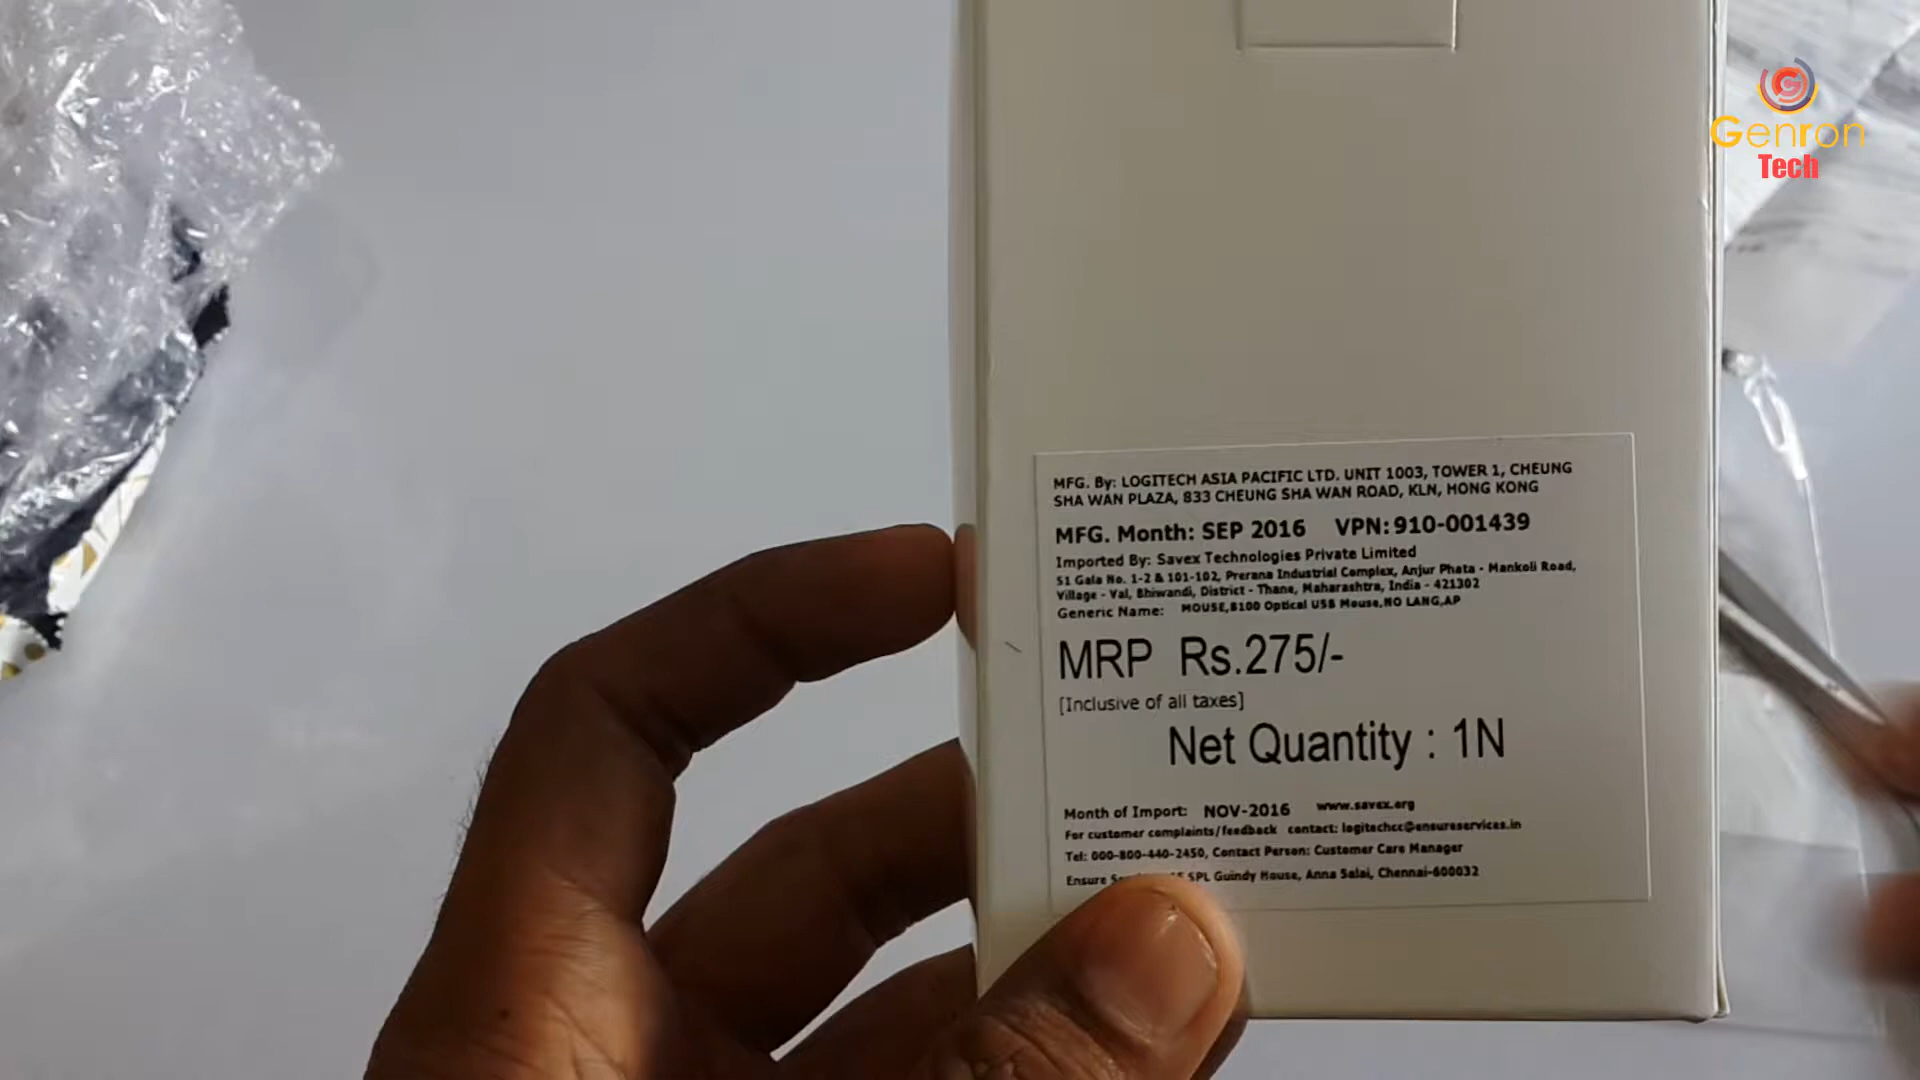 Genron
Tech
MFG. By: LOGITECH ASIA PACIFIC LTD. UNIT 1003, TOWER 1, CHEUNG
SHA WAN PLAZA, 833 CHEUNG SHA WAN ROAD, KLN, HONG KONG
MFG. Month: SEP 2016 VPN: 910-001439
Imported By: Savex Technologies Private Limited
S1 Gala No. 1-2 & 101-102, Prerana Industrial Complex, Anjur Phata - Mankoli Road,
Village - Val, Bhiwandi, District - Thane, Maharashtra, India - 421302
Generic Name: MOUSE,B100 Optical USB Mouse,NO LANG,AP
MRP Rs.275/-
[Inclusive of all taxes]
Net Quantity : 1N
Month of Import: NOV-2016 www.savex.org
For customer complaints/feedback contact: logitechcc@ensureservices.in
Tel: 000-800-440-2450, Contact Person: Customer Care Manager
Ensure SPL Guindy House, Anna Salai, Chennai-600032